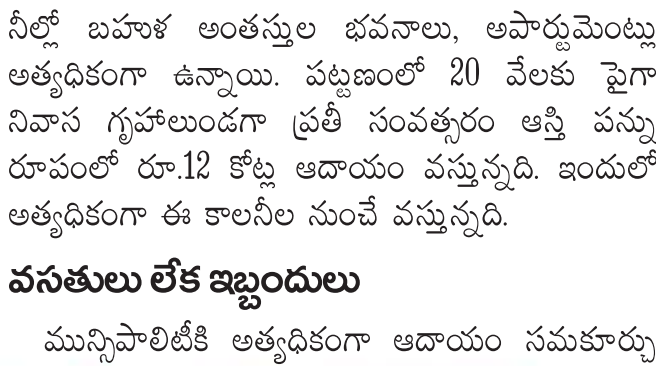 నీల్లో బహుళ అంతస్తుల భవనాలు, అపార్టుమెంట్లు
అత్యధికంగా ఉన్నాయి. పట్టణంలో 20 వేలకు పైగా
నివాస గృహాలుండగా ప్రతీ సంవత్సరం ఆస్తి పన్ను
రూపంలో రూ.12 కోట్ల ఆదాయం వస్తున్నది. ఇందులో
అత్యధికంగా ఈ కాలనీల నుంచే వస్తున్నది.
వసతులు లేక ఇబ్బందులు
మున్సిపాలిటీకి అత్యధికంగా ఆదాయం సమకూర్చు